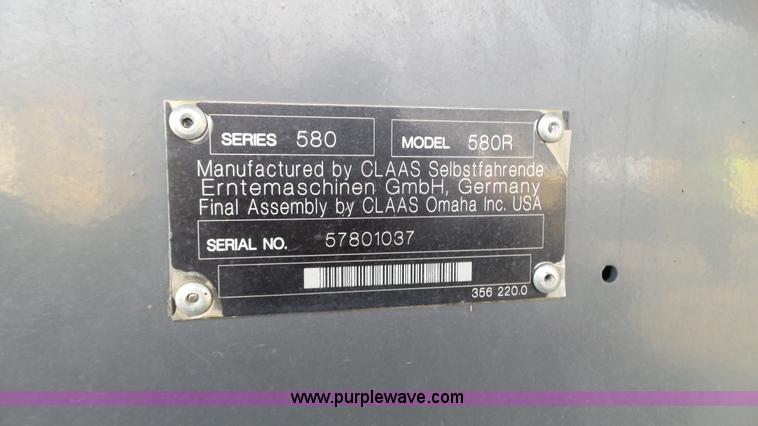 SERIES 580 MODEL 580R
Manufactured by CLAAS Selbstfahrende
Erntemaschinen GmbH, Germany
Final Assembly by CLAAS Omaha Inc. USA
SERIAL NO. 57801037
356 220.0
www.purplewave.com